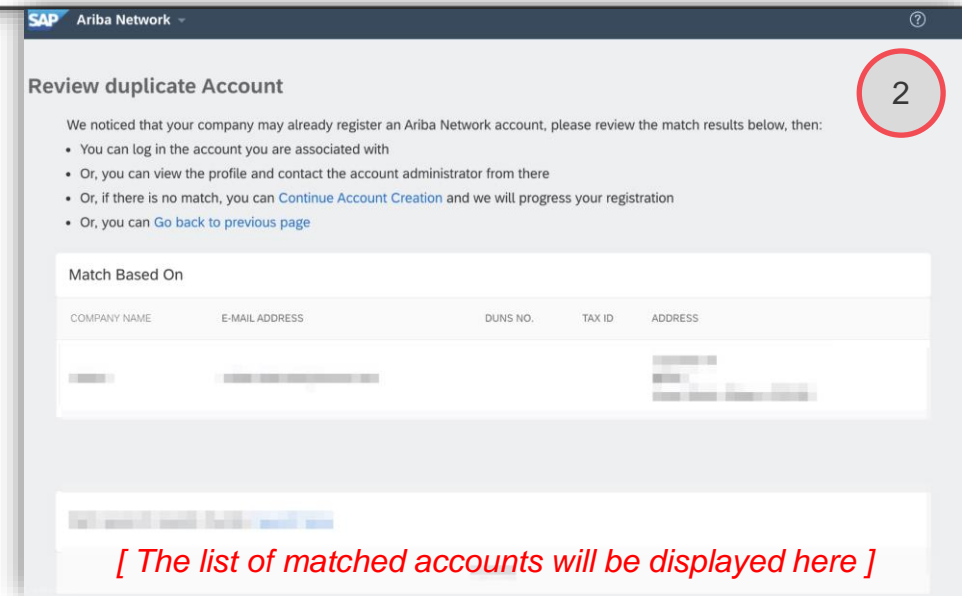 SAP Ariba Network
Review duplicate Account
2
We noticed that your company may already register an Ariba Network account, please review the match results below, then:
• You can log in the account you are associated with
• Or, you can view the profile and contact the account administrator from there
• Or, if there is no match, you can Continue Account Creation and we will progress your registration
• Or, you can Go back to previous page
Match Based On
COMPANY NAME E-MAIL ADDRESS DUNS NO. TAX ID ADDRESS
[ The list of matched accounts will be displayed here ]